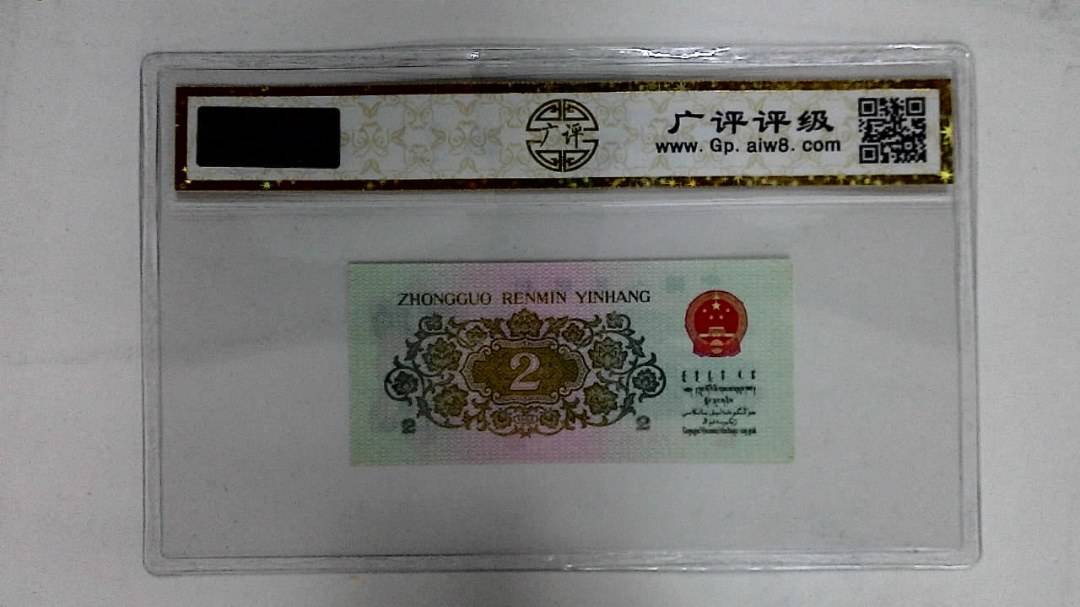 广评
广评评级
www. Gp. aiw8. com
ZHONGGUO RENMIN YINHANG
2
2
2